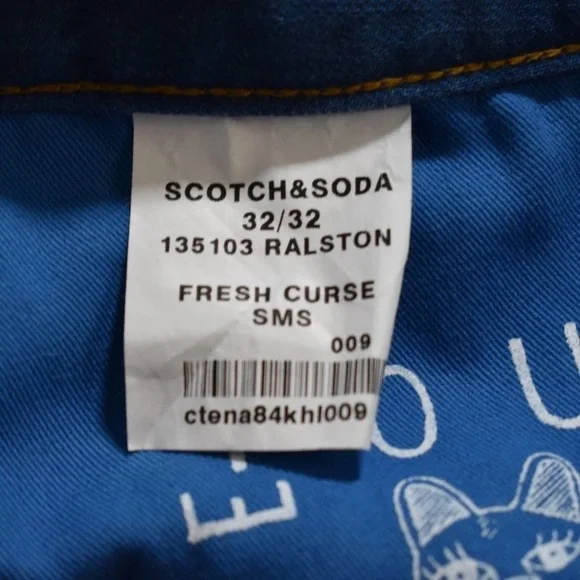 SCOTCH&SODA
32/32
135103 RALSTON
FRESH CURSE
SMS
009
ctena84khl009